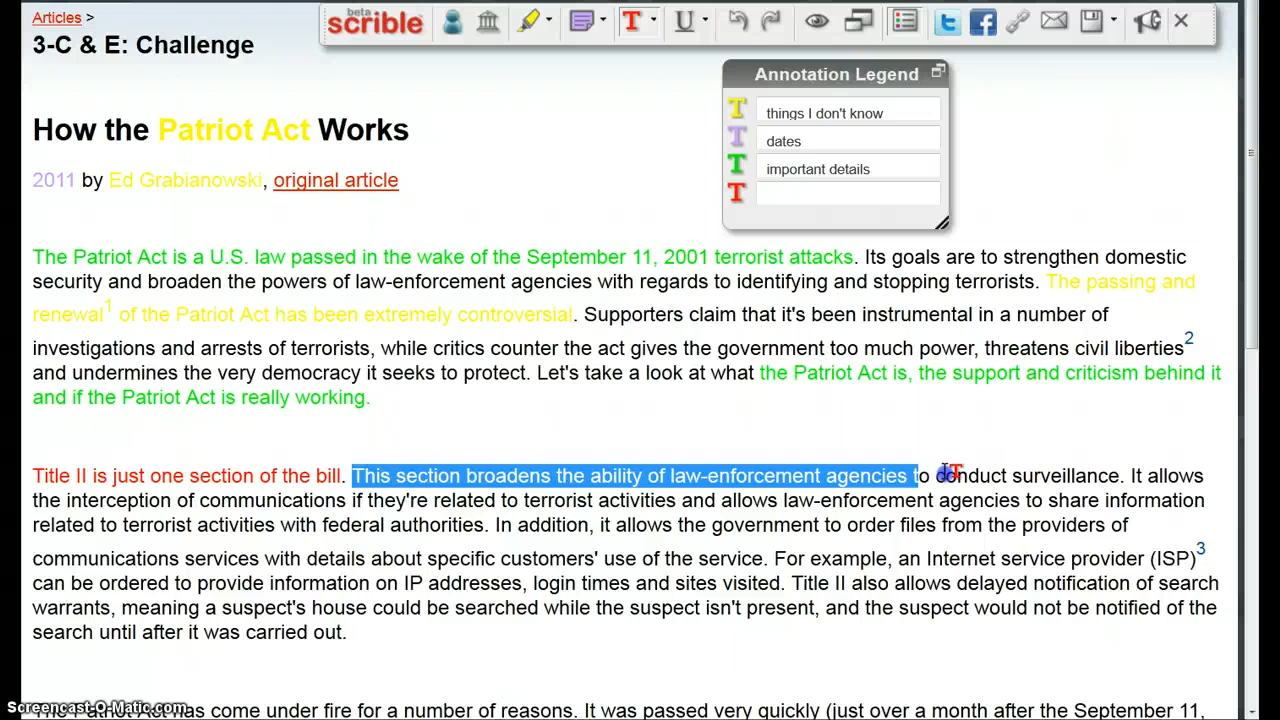 Articles >
3-C & E: Challenge
beta
scrible
T
U
Annotation Legend
T things I don't know
T dates
T important details
T
How the Patriot Act Works
2011 by Ed Grabianowski, original article
The Patriot Act is a U.S. law passed in the wake of the September 11, 2001 terrorist attacks. Its goals are to strengthen domestic
security and broaden the powers of law-enforcement agencies with regards to identifying and stopping terrorists. The passing and
renewal1 of the Patriot Act has been extremely controversial. Supporters claim that it's been instrumental in a number of
investigations and arrests of terrorists, while critics counter the act gives the government too much power, threatens civil liberties2
and undermines the very democracy it seeks to protect. Let's take a look at what the Patriot Act is, the support and criticism behind it
and if the Patriot Act is really working.
Title II is just one section of the bill. This section broadens the ability of law-enforcement agencies to conduct surveillance. It allows
the interception of communications if they're related to terrorist activities and allows law-enforcement agencies to share information
related to terrorist activities with federal authorities. In addition, it allows the government to order files from the providers of
communications services with details about specific customers' use of the service. For example, an Internet service provider (ISP)3
can be ordered to provide information on IP addresses, login times and sites visited. Title II also allows delayed notification of search
warrants, meaning a suspect's house could be searched while the suspect isn't present, and the suspect would not be notified of the
search until after it was carried out.
The Patriot Act has come under fire for a number of reasons. It was passed very quickly (just over a month after the September 11,
Screencast-O-Matic.com